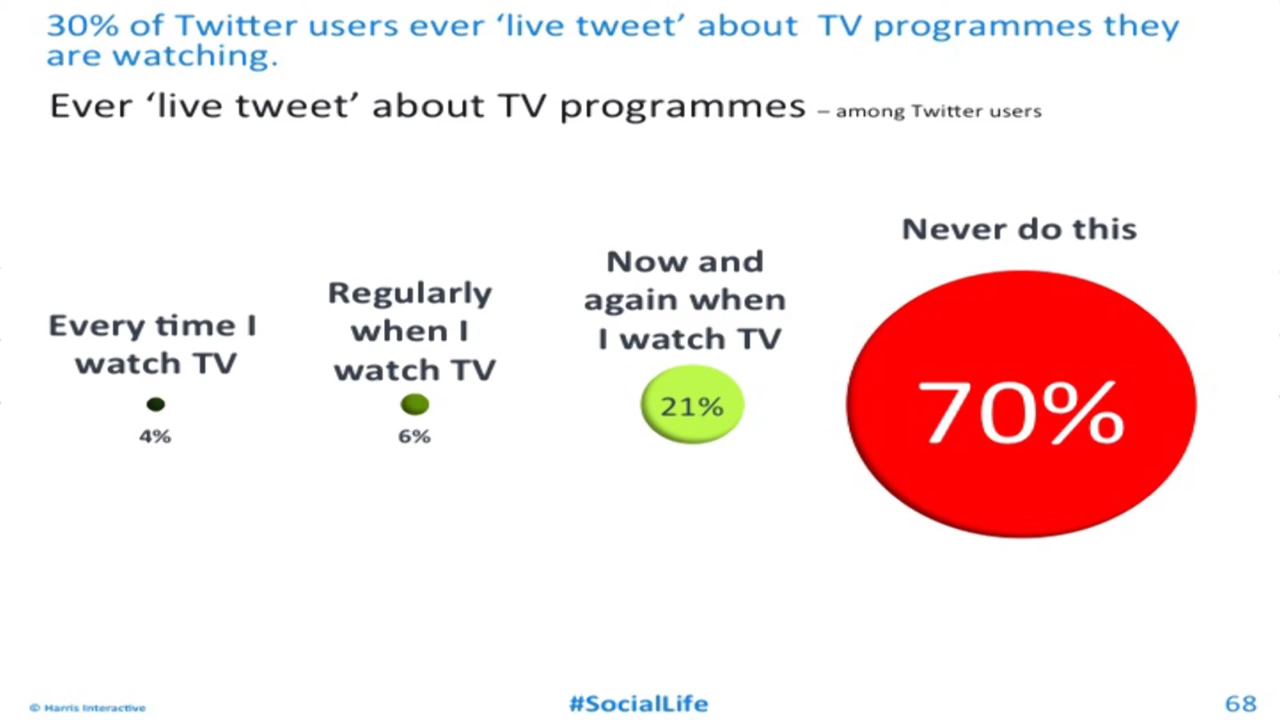 30% of Twitter users ever ‘live tweet’ about TV programmes they
are watching.
Ever ‘live tweet’ about TV programmes – among Twitter users
Every time I
watch TV
4%
Regularly
when I
watch TV
6%
Now and
again when
I watch TV
21%
Never do this
70%
© Harris Interactive
#SocialLife
68